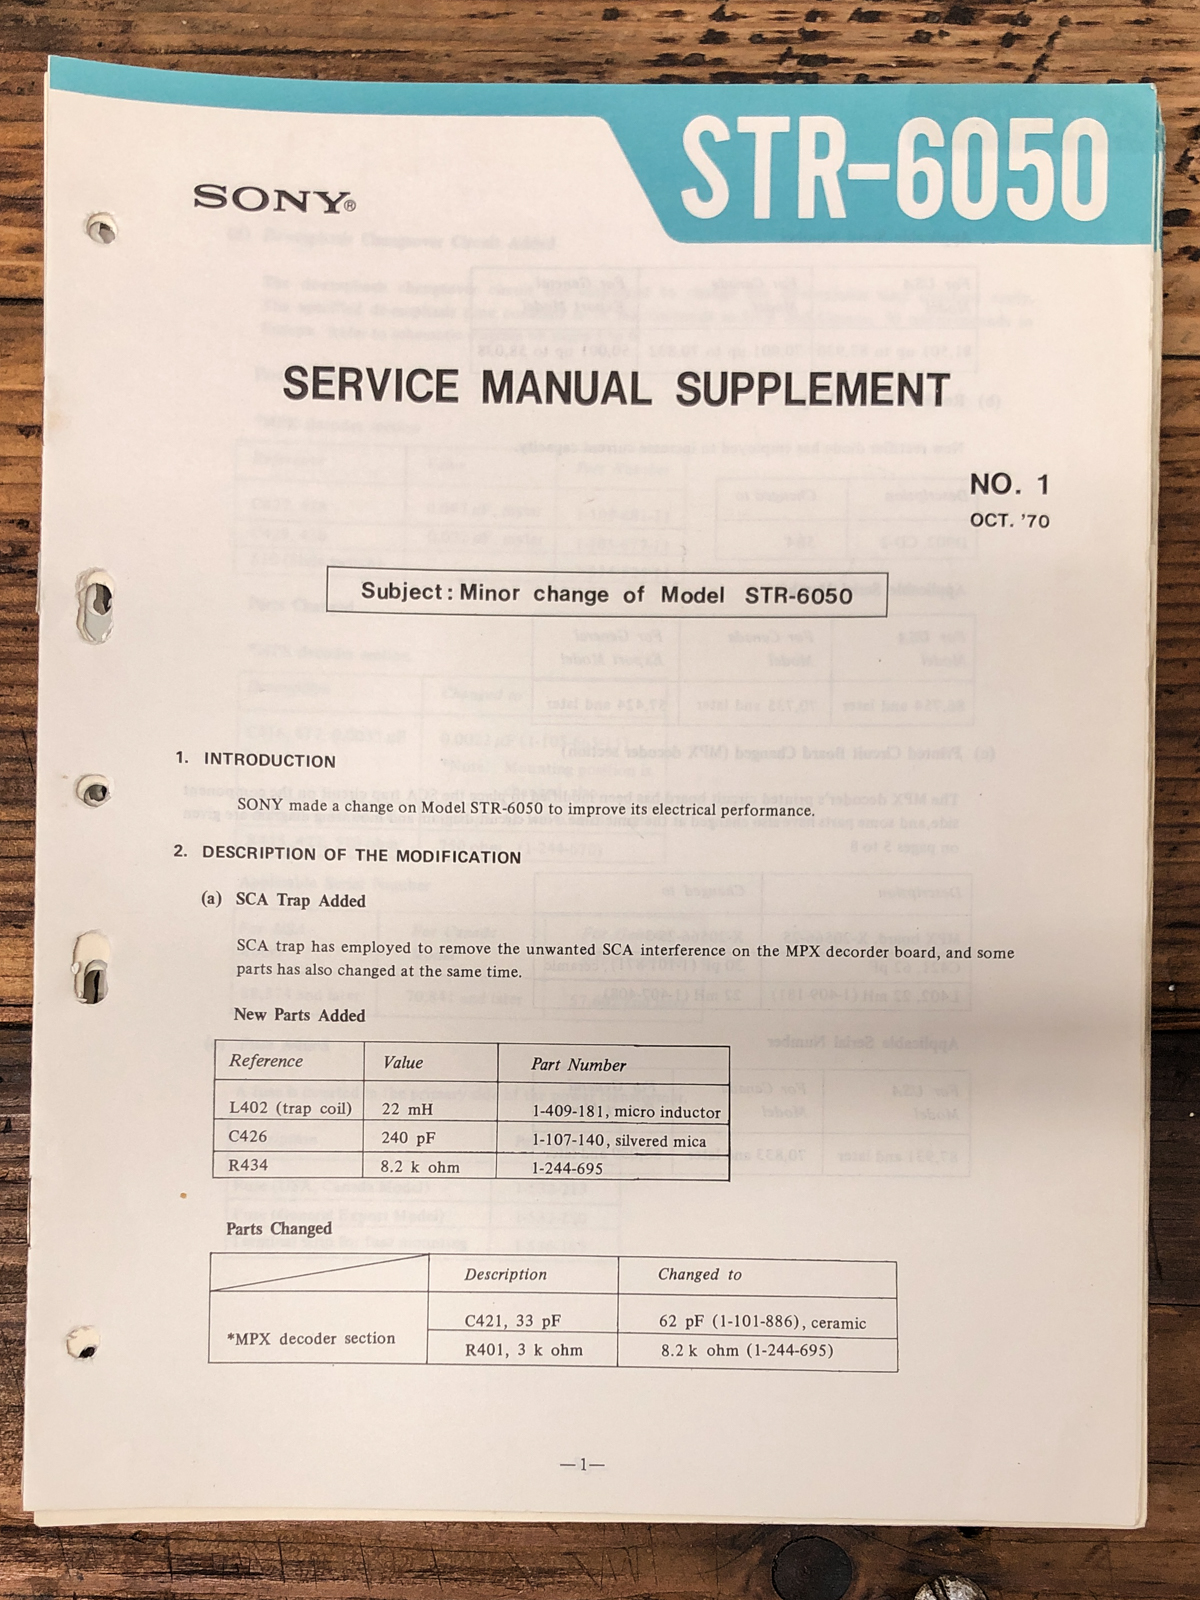 STR-6050
SONY®
SERVICE MANUAL SUPPLEMENT
NO. 1
OCT. '70
Subject: Minor change of Model STR-6050
1. INTRODUCTION
SONY made a change on Model STR-6050 to improve its electrical performance.
2. DESCRIPTION OF THE MODIFICATION
(a) SCA Trap Added
SCA trap has employed to remove the unwanted SCA interference on the MPX decorder board, and some
parts has also changed at the same time.
New Parts Added
Reference Value Part Number
L402 (trap coil) 22 mH 1-409-181, micro inductor
C426 240 pF 1-107-140, silvered mica
R434 8.2 k ohm 1-244-695
Parts Changed
Description Changed to
*MPX decoder section
C421, 33 pF 62 pF (1-101-886), ceramic
R401, 3 k ohm 8.2 k ohm (1-244-695)
—1—